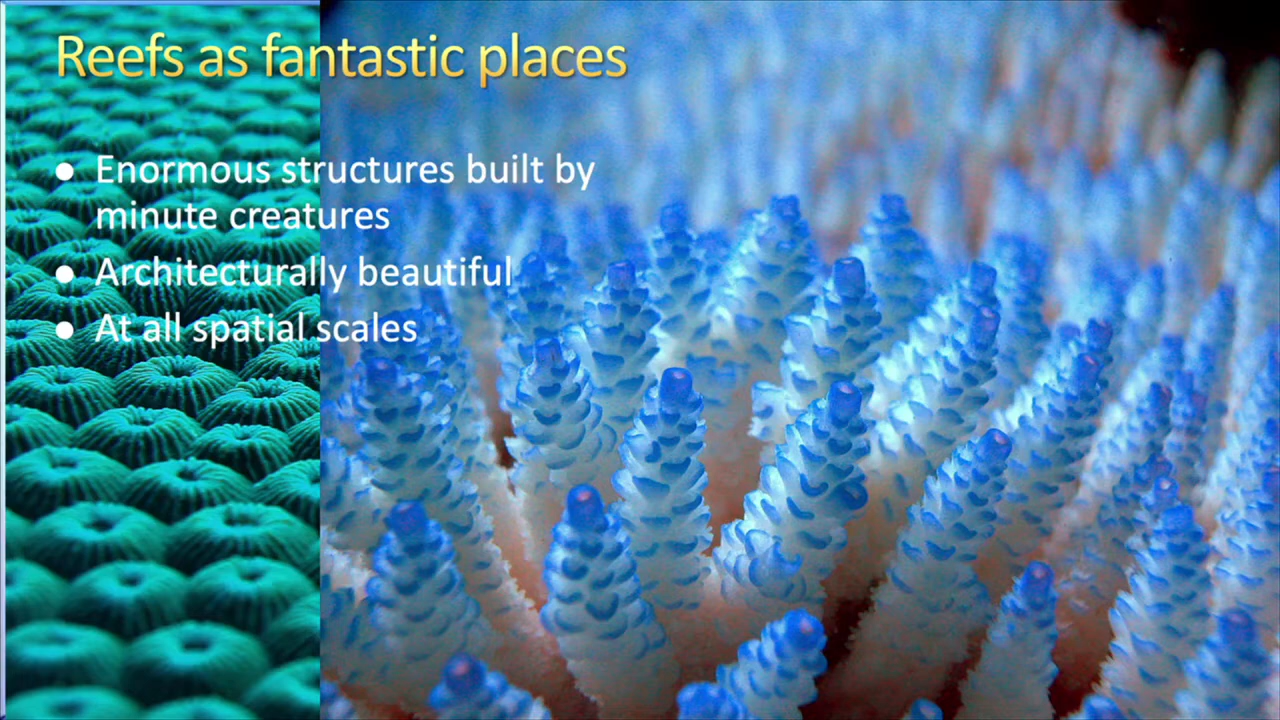 Reefs as fantastic places
● Enormous structures built by
minute creatures
● Architecturally beautiful
● At all spatial scales